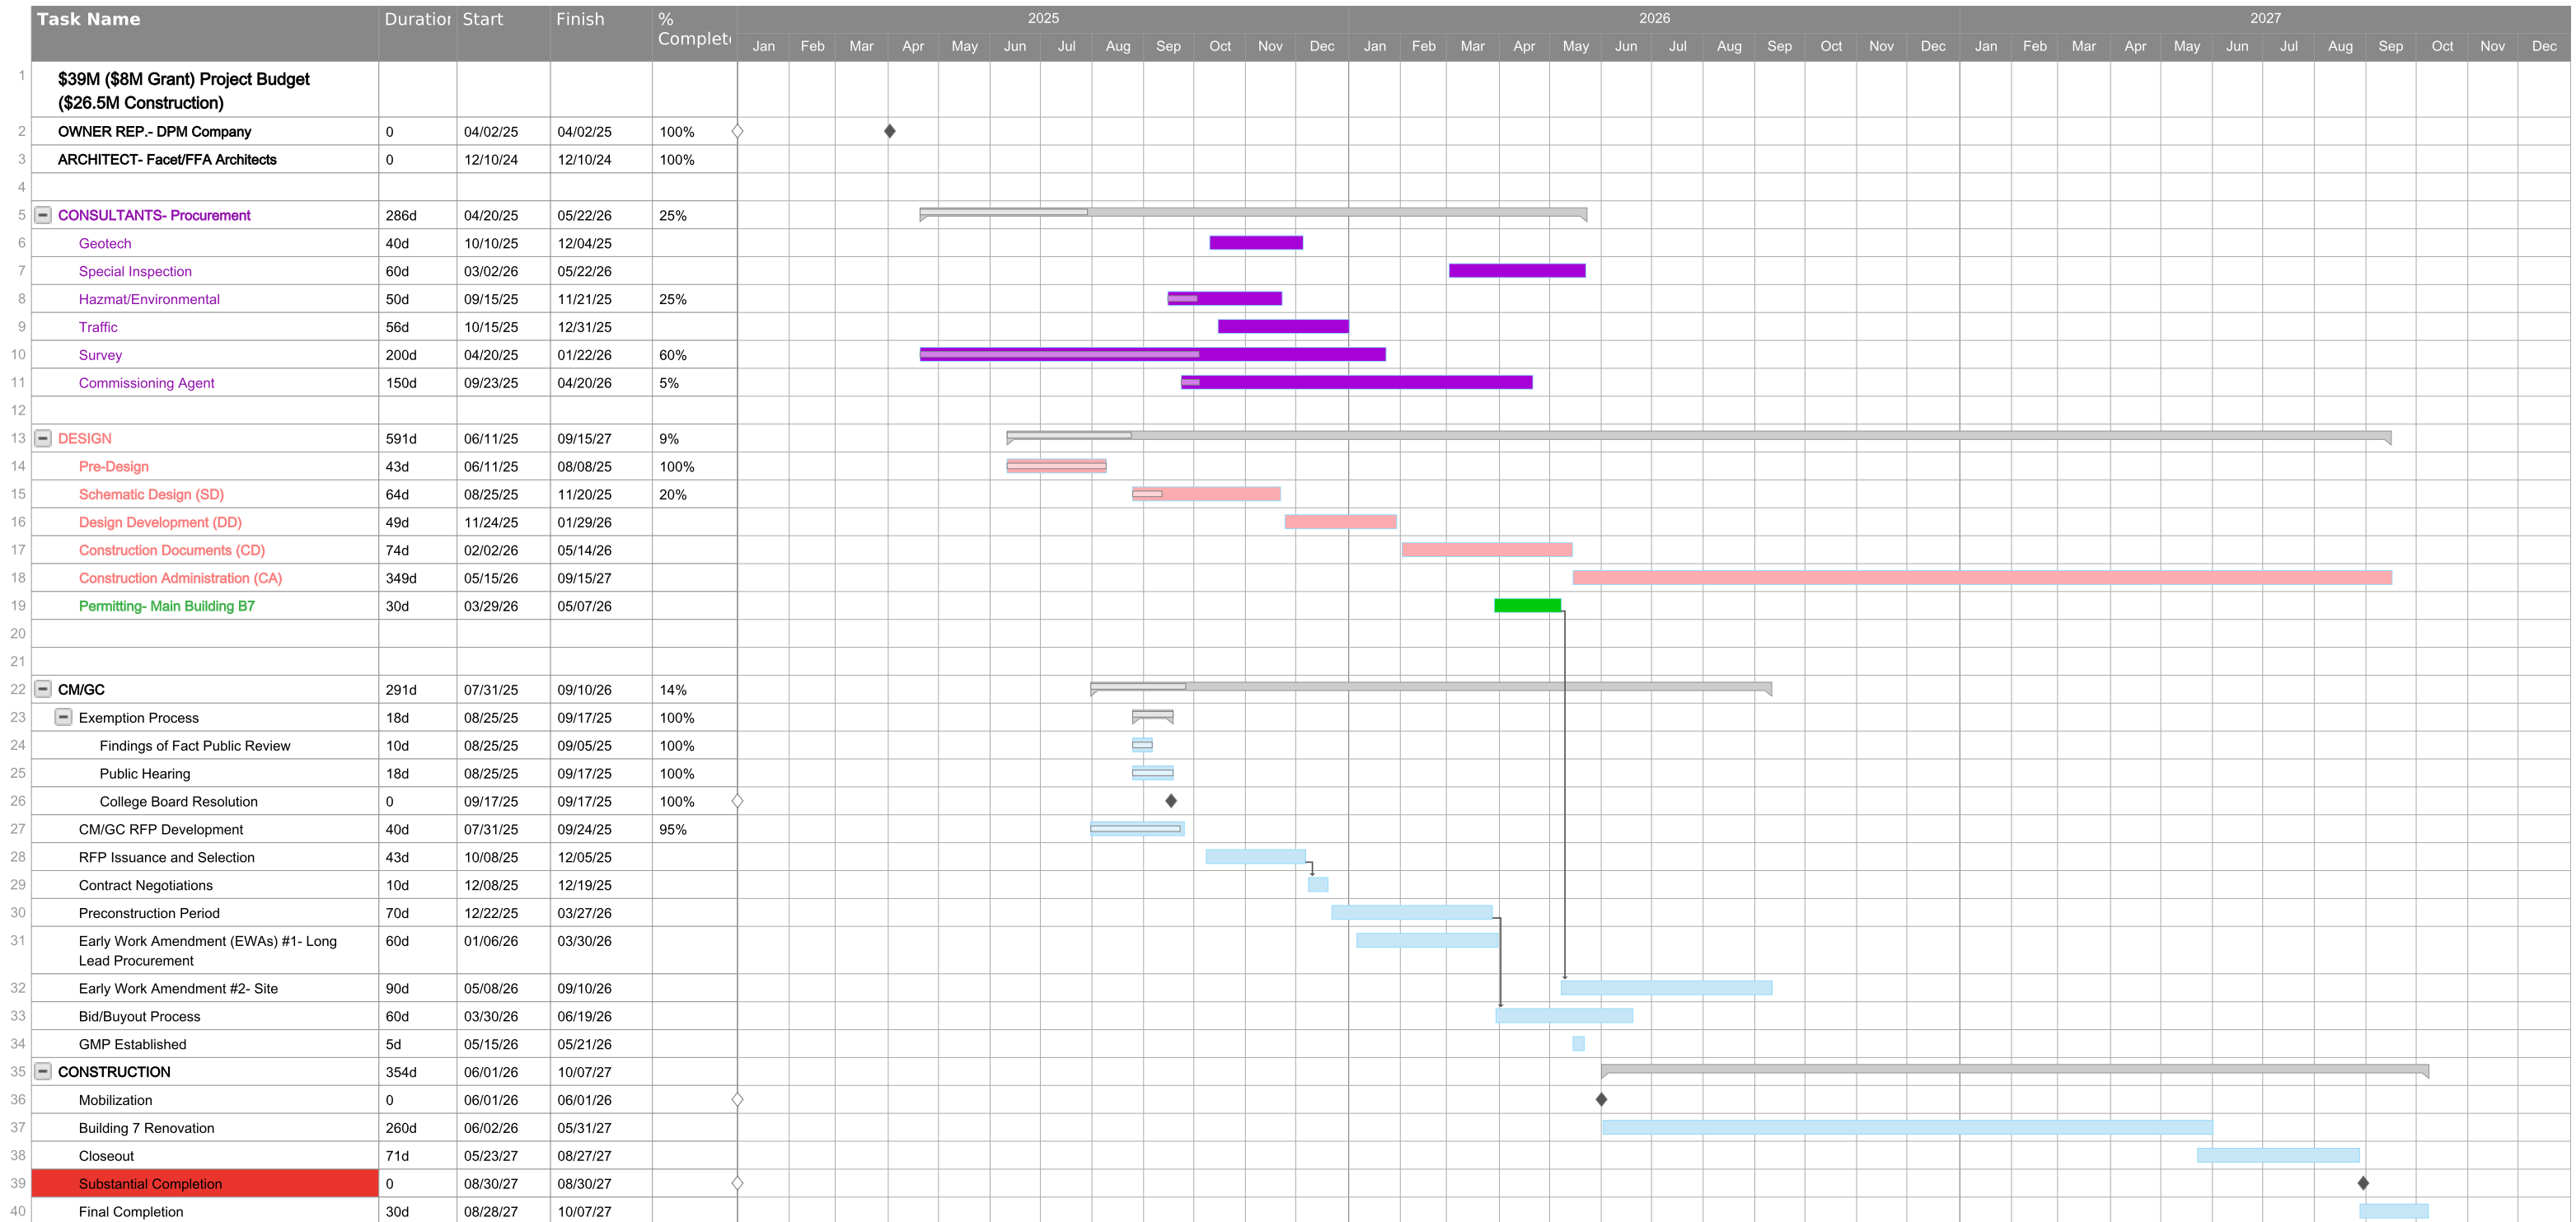 Task Name Duration Start Finish % Complete 2025 2026 2027
Jan Feb Mar Apr May Jun Jul Aug Sep Oct Nov Dec Jan Feb Mar Apr May Jun Jul Aug Sep Oct Nov Dec Jan Feb Mar Apr May Jun Jul Aug Sep Oct Nov Dec
1 $39M ($8M Grant) Project Budget
($26.5M Construction)
2 OWNER REP.- DPM Company 0 04/02/25 04/02/25 100%
3 ARCHITECT- Facet/FFA Architects 0 12/10/24 12/10/24 100%
4
5 CONSULTANTS- Procurement 286d 04/20/25 05/22/26 25%
6 Geotech 40d 10/10/25 12/04/25
7 Special Inspection 60d 03/02/26 05/22/26
8 Hazmat/Environmental 50d 09/15/25 11/21/25 25%
9 Traffic 56d 10/15/25 12/31/25
10 Survey 200d 04/20/25 01/22/26 60%
11 Commissioning Agent 150d 09/23/25 04/20/26 5%
12
13 DESIGN 591d 06/11/25 09/15/27 9%
14 Pre-Design 43d 06/11/25 08/08/25 100%
15 Schematic Design (SD) 64d 08/25/25 11/20/25 20%
16 Design Development (DD) 49d 11/24/25 01/29/26
17 Construction Documents (CD) 74d 02/02/26 05/14/26
18 Construction Administration (CA) 349d 05/15/26 09/15/27
19 Permitting- Main Building B7 30d 03/29/26 05/07/26
20
21
22 CM/GC 291d 07/31/25 09/10/26 14%
23 Exemption Process 18d 08/25/25 09/17/25 100%
24 Findings of Fact Public Review 10d 08/25/25 09/05/25 100%
25 Public Hearing 18d 08/25/25 09/17/25 100%
26 College Board Resolution 0 09/17/25 09/17/25 100%
27 CM/GC RFP Development 40d 07/31/25 09/24/25 95%
28 RFP Issuance and Selection 43d 10/08/25 12/05/25
29 Contract Negotiations 10d 12/08/25 12/19/25
30 Preconstruction Period 70d 12/22/25 03/27/26
31 Early Work Amendment (EWAs) #1- Long 60d 01/06/26 03/30/26
Lead Procurement
32 Early Work Amendment #2- Site 90d 05/08/26 09/10/26
33 Bid/Buyout Process 60d 03/30/26 06/19/26
34 GMP Established 5d 05/15/26 05/21/26
35 CONSTRUCTION 354d 06/01/26 10/07/27
36 Mobilization 0 06/01/26 06/01/26
37 Building 7 Renovation 260d 06/02/26 05/31/27
38 Closeout 71d 05/23/27 08/27/27
39 Substantial Completion 0 08/30/27 08/30/27
40 Final Completion 30d 08/28/27 10/07/27